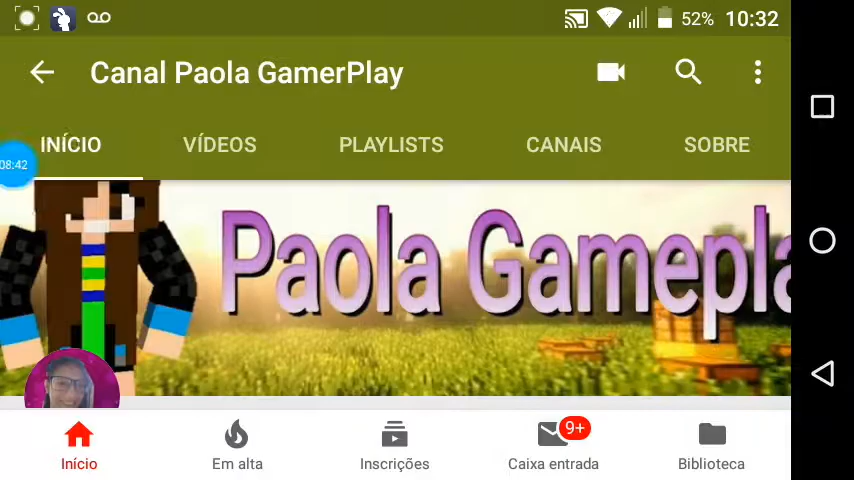 52% 10:32
Canal Paola GamerPlay
INÍCIO VÍDEOS PLAYLISTS CANAIS SOBRE
08:42
Paola Gamepla
9+
Início Em alta Inscrições Caixa entrada Biblioteca